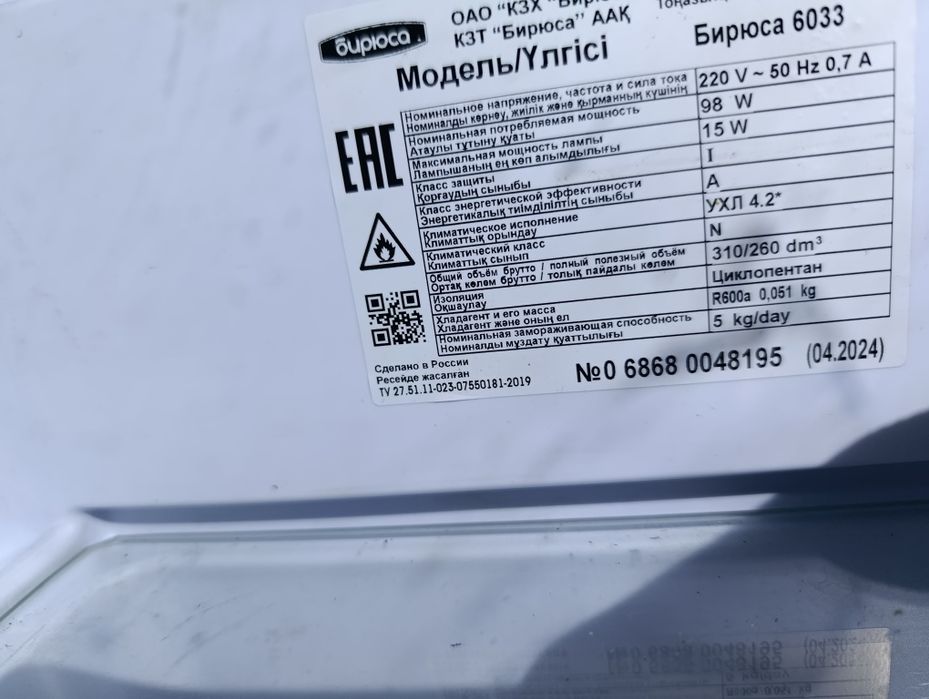 бирюса
ОАО "КЗХ
КЗТ "Бирюса" ААҚ
Модель/Үлгісі
Бирюса 6033
Номинальное напряжение, частота и сила тока
Номиналды кернеу, жиілік және қырманның күшінің
220 V ~ 50 Hz 0,7 A
Номинальная потребляемая мощность
Атаулы тұтыну қуаты
98 W
Максимальная мощность лампы
Лампышаның ең көп алымдылығы
15 W
Класс защиты
Қорғаудың сыныбы
I
Класс энергетической эффективности
Энергетикалық тиімділітің сыныбы
A
Климатическое исполнение
Климаттық орындау
УХЛ 4.2*
Климатический класс
Климаттық сынып
N
Общий объём брутто / полный полезный объём
Ортақ көлем брутто / толық пайдалы көлем
310/260 dm³
Изоляция
Оқшаулау
Циклопентан
Хладагент и его масса
Хладагент және оның ел
R600a 0,051 kg
Номинальная замораживающая способность
Номиналды мұздату қуаттылығы
5 kg/day
EAC
Сделано в России
Ресейде жасалған
ТУ 27.51.11-023-07550181-2019
№0 6868 0048195 (04.2024)